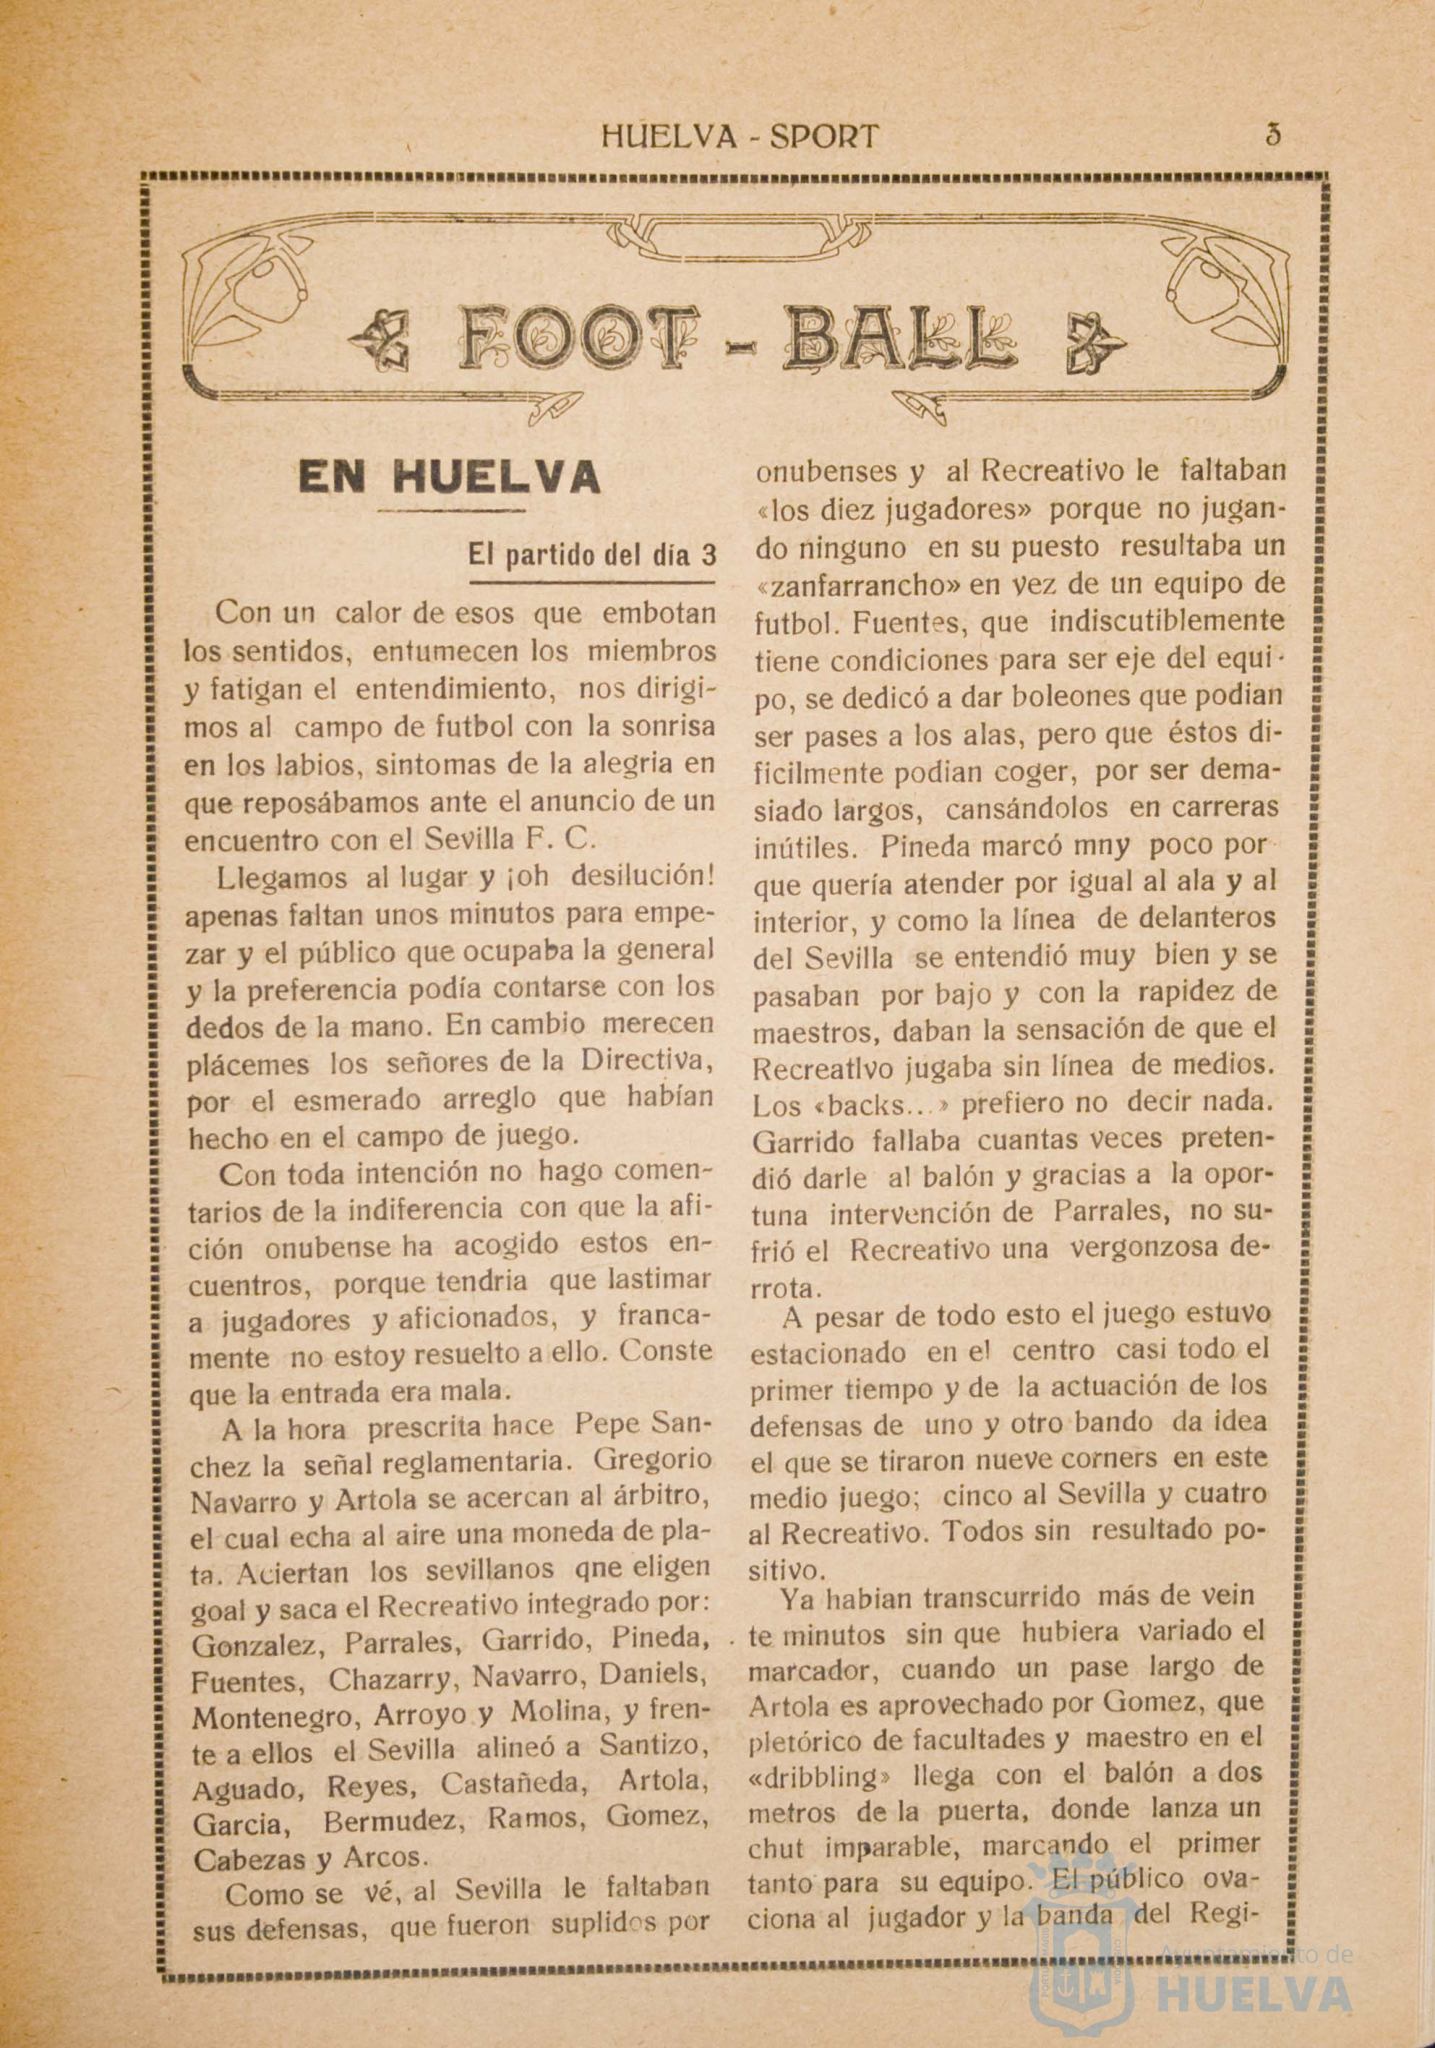 HUELVA - SPORT
3
FOOT - BALL
EN HUELVA
El partido del día 3
Con un calor de esos que embotan
los sentidos, entumecen los miembros
y fatigan el entendimiento, nos dirigi-
mos al campo de futbol con la sonrisa
en los labios, sintomas de la alegria en
que reposábamos ante el anuncio de un
encuentro con el Sevilla F. C.
Llegamos al lugar y ¡oh desilución!
apenas faltan unos minutos para empe-
zar y el público que ocupaba la general
y la preferencia podía contarse con los
dedos de la mano. En cambio merecen
plácemes los señores de la Directiva,
por el esmerado arreglo que habían
hecho en el campo de juego.
Con toda intención no hago comen-
tarios de la indiferencia con que la afi-
ción onubense ha acogido estos en-
cuentros, porque tendria que lastimar
a jugadores y aficionados, y franca-
mente no estoy resuelto a ello. Conste
que la entrada era mala.
A la hora prescrita hace Pepe San-
chez la señal reglamentaria. Gregorio
Navarro y Artola se acercan al árbitro,
el cual echa al aire una moneda de pla-
ta. Aciertan los sevillanos qne eligen
goal y saca el Recreativo integrado por:
Gonzalez, Parrales, Garrido, Pineda,
Fuentes, Chazarry, Navarro, Daniels,
Montenegro, Arroyo y Molina, y fren-
te a ellos el Sevilla alineó a Santizo,
Aguado, Reyes, Castañeda, Artola,
Garcia, Bermudez, Ramos, Gomez,
Cabezas y Arcos.
Como se vé, al Sevilla le faltaban
sus defensas, que fueron suplidos por
onubenses y al Recreativo le faltaban
«los diez jugadores» porque no jugan-
do ninguno en su puesto resultaba un
«zanfarrancho» en vez de un equipo de
futbol. Fuentes, que indiscutiblemente
tiene condiciones para ser eje del equi-
po, se dedicó a dar boleones que podian
ser pases a los alas, pero que éstos di-
ficilmente podian coger, por ser dema-
siado largos, cansándolos en carreras
inútiles. Pineda marcó mny poco por
que quería atender por igual al ala y al
interior, y como la línea de delanteros
del Sevilla se entendió muy bien y se
pasaban por bajo y con la rapidez de
maestros, daban la sensación de que el
Recreatlvo jugaba sin línea de medios.
Los «backs...» prefiero no decir nada.
Garrido fallaba cuantas veces preten-
dió darle al balón y gracias a la opor-
tuna intervención de Parrales, no su-
frió el Recreativo una vergonzosa de-
rrota.
A pesar de todo esto el juego estuvo
estacionado en el centro casi todo el
primer tiempo y de la actuación de los
defensas de uno y otro bando da idea
el que se tiraron nueve corners en este
medio juego; cinco al Sevilla y cuatro
al Recreativo. Todos sin resultado po-
sitivo.
Ya habian transcurrido más de vein
te minutos sin que hubiera variado el
marcador, cuando un pase largo de
Artola es aprovechado por Gomez, que
pletórico de facultades y maestro en el
«dribbling» llega con el balón a dos
metros de la puerta, donde lanza un
chut imparable, marcando el primer
tanto para su equipo. El público ova-
ciona al jugador y la banda del Regi-
Ayuntamiento de
HUELVA